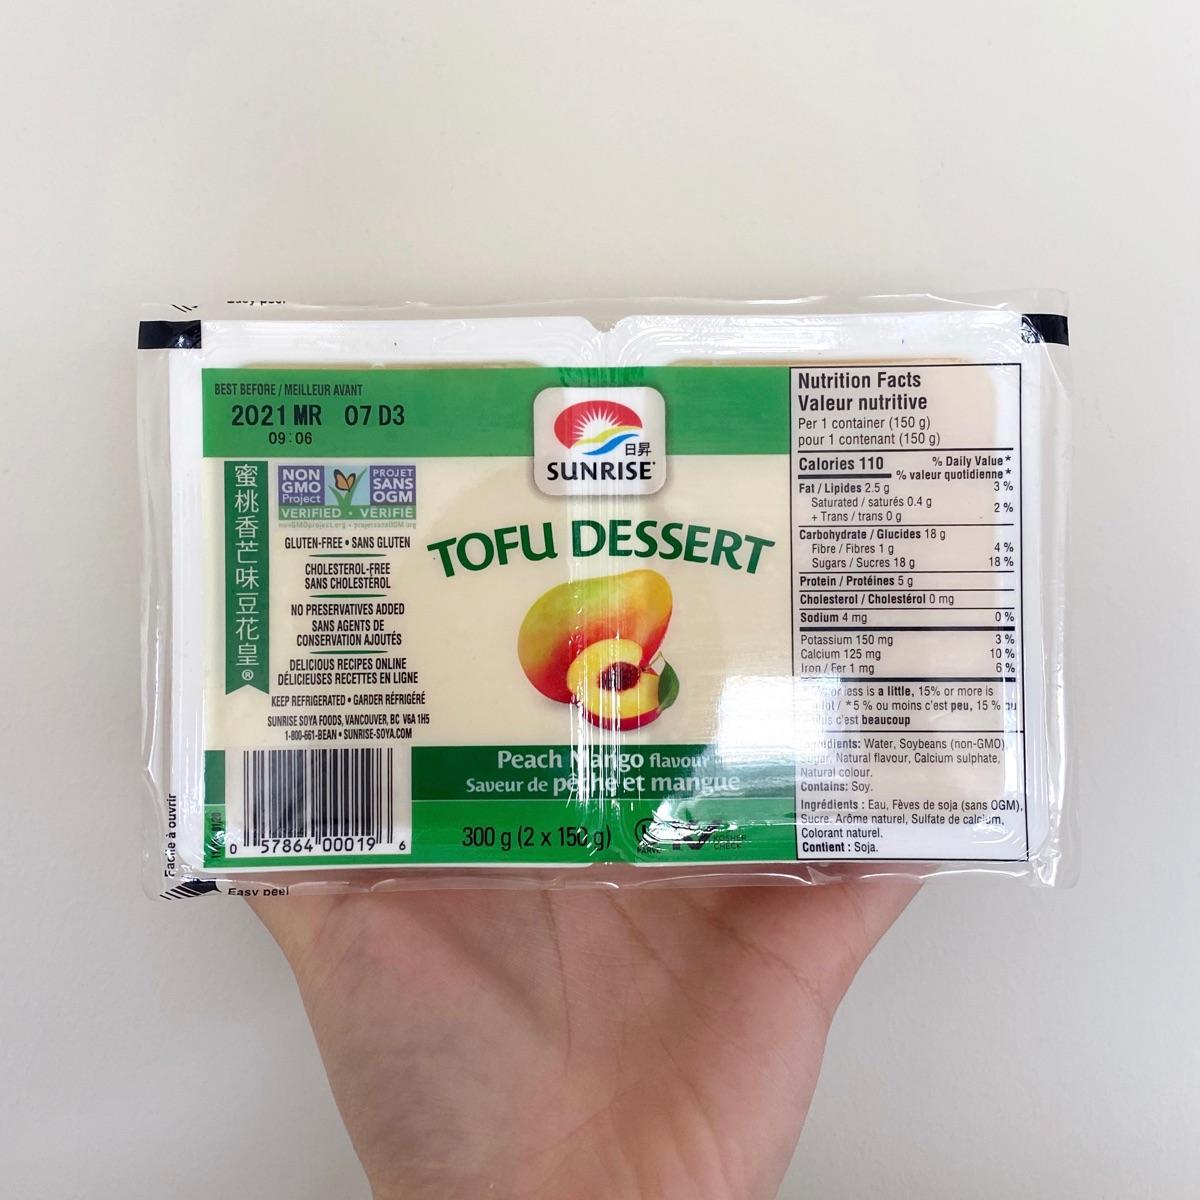 Easy peel
BEST BEFORE / MEILLEUR AVANT
2021 MR 07 D3
09:06
日昇
SUNRISE
蜜桃香芒味豆花皇®
NON
GMO
Project
PROJET
SANS
OGM
VERIFIED • VÉRIFIÉ
nonGMOproject.org • projetsansOGM.org
GLUTEN-FREE • SANS GLUTEN
CHOLESTEROL-FREE
SANS CHOLESTÉROL
NO PRESERVATIVES ADDED
SANS AGENTS DE
CONSERVATION AJOUTÉS
DELICIOUS RECIPES ONLINE
DÉLICIEUSES RECETTES EN LIGNE
KEEP REFRIGERATED • GARDER RÉFRIGÉRÉ
SUNRISE SOYA FOODS, VANCOUVER, BC V6A 1H5
1-800-661-BEAN • SUNRISE-SOYA.COM
0 57864 00019 6
TOFU DESSERT
Peach Mango flavour
Saveur de pêche et mangue
300 g (2 x 150 g)
PARVE
KOSHER
CHECK
Nutrition Facts
Valeur nutritive
Per 1 container (150 g)
pour 1 contenant (150 g)
Calories 110
% Daily Value*
% valeur quotidienne*
Fat / Lipides 2.5 g 3 %
Saturated / saturés 0.4 g
+ Trans / trans 0 g 2 %
Carbohydrate / Glucides 18 g
Fibre / Fibres 1 g 4 %
Sugars / Sucres 18 g 18 %
Protein / Protéines 5 g
Cholesterol / Cholestérol 0 mg
Sodium 4 mg 0 %
Potassium 150 mg 3 %
Calcium 125 mg 10 %
Iron / Fer 1 mg 6 %
or less is a little, 15% or more is
lot / *5 % ou moins c'est peu, 15 % ou
plus c'est beaucoup
Ingredients: Water, Soybeans (non-GMO),
Sugar, Natural flavour, Calcium sulphate,
Natural colour.
Contains: Soy.
Ingrédients : Eau, Fèves de soja (sans OGM),
Sucre, Arôme naturel, Sulfate de calcium,
Colorant naturel.
Contient : Soja.
Facile à ouvrir
Easy peel